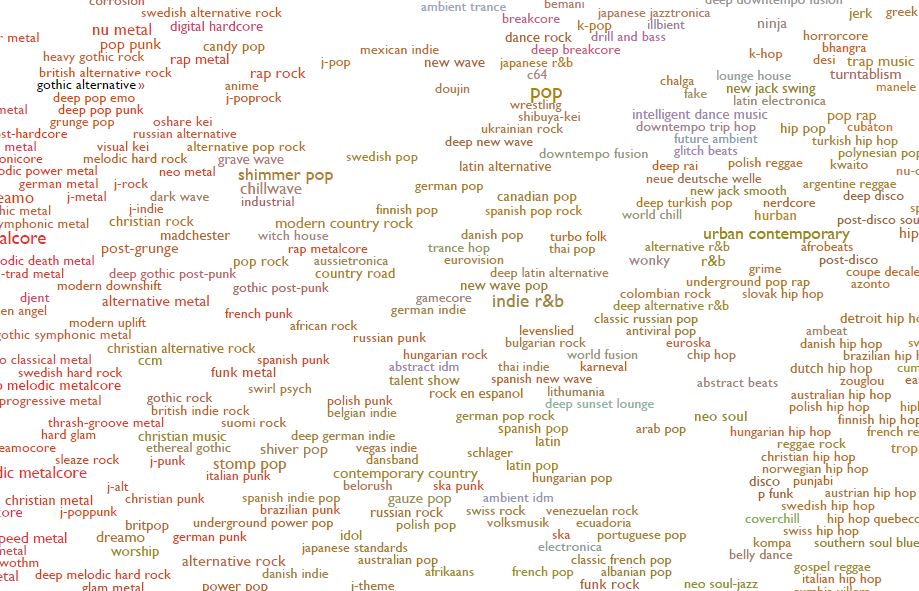 corrosion
swedish alternative rock
ambient trance
bemani
japanese jazztronica
deep downtempo fusion
jerk
greek
nu metal
digital hardcore
breakcore
k-pop
illbient
ninja
metal
pop punk
candy pop
mexican indie
dance rock
drill and bass
horrorcore
heavy gothic rock
rap metal
j-pop
new wave
deep breakcore
japanese r&b
k-hop
bhangra
desi
trap music
british alternative rock
rap rock
c64
lounge house
turntablism
gothic alternative»
anime
doujin
pop
chalga
new jack swing
manele
deep pop emo
j-poprock
fake
latin electronica
metal
deep pop punk
wrestling
shibuya-kei
intelligent dance music
pop rap
grunge pop
oshare kei
ukrainian rock
downtempo trip hop
hip pop
cubaton
st-hardcore
russian alternative
deep new wave
future ambient
turkish hip hop
metal
visual kei
alternative pop rock
swedish pop
downtempo fusion
glitch beats
polynesian pop
onicore
melodic hard rock
grave wave
latin alternative
deep rai
polish reggae
kwaito
odic power metal
neo metal
shimmer pop
neue deutsche welle
nu-c
german metal
j-rock
chillwave
german pop
new jack smooth
argentine reggae
eamo
j-metal
dark wave
industrial
canadian pop
deep turkish pop
nerdcore
deep disco
hic metal
j-indie
finnish pop
spanish pop rock
world chill
hurban
sp
ymphonic metal
christian rock
modern country rock
post-disco sou
alcore
madchester
witch house
danish pop
turbo folk
urban contemporary
hip
post-grunge
rap metalcore
trance hop
thai pop
alternative r&b
afrobeats
odic death metal
pop rock
aussietronica
eurovision
wonky
r&b
post-disco
-trad metal
deep gothic post-punk
country road
deep latin alternative
grime
coupe decale
modern downshift
gothic post-punk
new wave pop
underground pop rap
azonto
djent
alternative metal
gamecore
indie r&b
colombian rock
slovak hip hop
en angel
french punk
german indie
deep alternative r&b
modern uplift
african rock
classic russian pop
detroit hip h
gothic symphonic metal
russian punk
levenslied
antiviral pop
ambeat
christian alternative rock
bulgarian rock
euroska
danish hip hop
sw
o classical metal
ccm
spanish punk
hungarian rock
world fusion
chip hop
brazilian hip h
swedish hard rock
funk metal
abstract idm
thai indie
karneval
dutch hip hop
cum
o melodic metalcore
talent show
spanish new wave
abstract beats
zouglou
ea
swirl psych
rock en espanol
lithumania
australian hip hop
progressive metal
gothic rock
polish punk
deep sunset lounge
polish hip hop
hipl
british indie rock
belgian indie
german pop rock
neo soul
finnish hip hop
thrash-groove metal
suomi rock
spanish pop
arab pop
hungarian hip hop
french re
hard glam
christian music
deep german indie
latin
reggae rock
trop
eamocore
ethereal gothic
shiver pop
vegas indie
schlager
christian hip hop
sleaze rock
j-punk
stomp pop
dansband
latin pop
norwegian hip hop
dic metalcore
italian punk
contemporary country
hungarian pop
disco
punjabi
j-alt
belorush
ska punk
p funk
austrian hip hop
christian metal
christian punk
spanish indie pop
gauze pop
ambient idm
swedish hip hop
core
j-poppunk
brazilian punk
russian rock
swiss rock
venezuelan rock
coverchill
hip hop quebeco
britpop
underground power pop
polish pop
volksmusik
ecuadoria
swiss hip hop
peed metal
dreamo
german punk
idol
ska
portuguese pop
kompa
southern soul blue
metal
worship
japanese standards
electronica
belly dance
wothm
alternative rock
australian pop
classic french pop
gospel reggae
etal
deep melodic hard rock
danish indie
afrikaans
french pop
albanian pop
italian hip hop
glam metal
power pop
j-theme
funk rock
neo soul-jazz